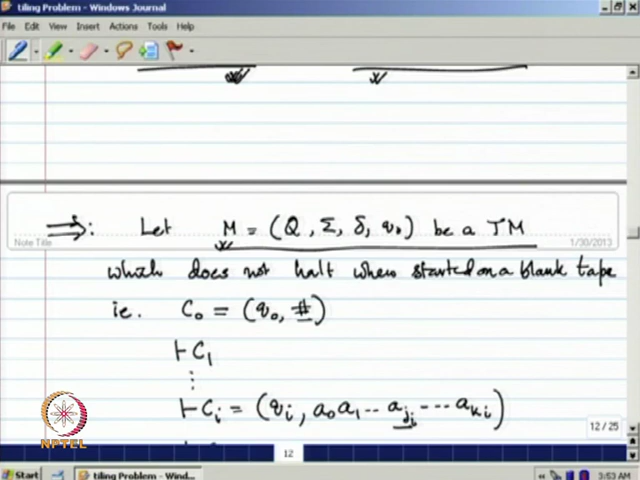 tiling Problem - Windows Journal
File Edit View Insert Actions Tools Help
⟹: Let M = (Q, Σ, δ, q₀) be a TM
Note Title
1/30/2013
which does not halt when started on a blank tape
ie. C₀ = (q₀, #)
⊢ C₁
⋮
⊢ Cᵢ = (qᵢ, a₀a₁ -- a_{jᵢ} --- a_{kᵢ})
12 / 25
NPTEL
12
Start
tiling Problem - Wind...
3:53 AM